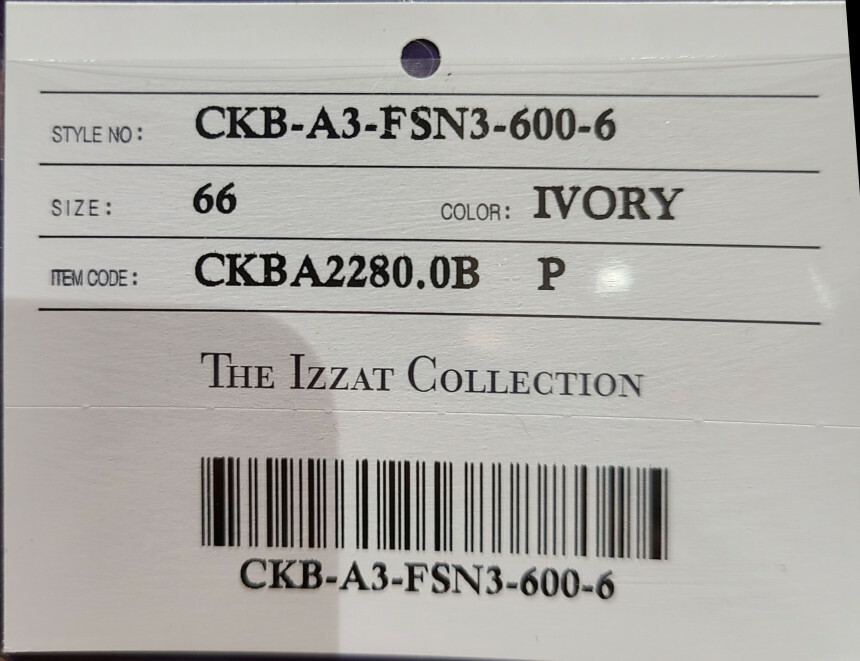 STYLE NO: CKB-A3-FSN3-600-6
SIZE: 66 COLOR: IVORY
ITEM CODE: CKBA2280.0B P
THE IZZAT COLLECTION
CKB-A3-FSN3-600-6